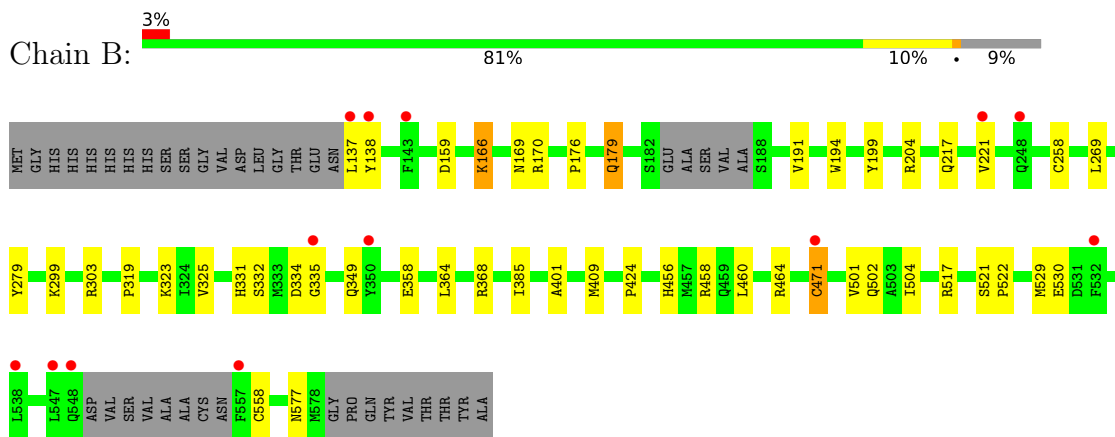 3%
Chain B:
81% 10% • 9%
MET GLY HIS HIS HIS HIS HIS HIS SER SER GLY VAL ASP LEU GLY THR GLU ASN L137 Y138 F143 D159 K166 N169 R170 P176 Q179 S182 GLU ALA SER VAL ALA S188 V191 W194 Y199 R204 Q217 V221 Q248 C258 L269
Y279 K299 R303 P319 K323 I324 V325 H331 S332 M333 D334 G335 Q349 Y350 E358 L364 R368 I385 A401 M409 P424 H456 M457 R458 Q459 L460 R464 C471 V501 Q502 A503 I504 R517 S521 P522 M529 E530 D531 F532
L538 L547 Q548 ASP VAL SER VAL ALA ALA CYS ASN F557 C558 N577 M578 GLY PRO GLN TYR VAL THR THR TYR ALA